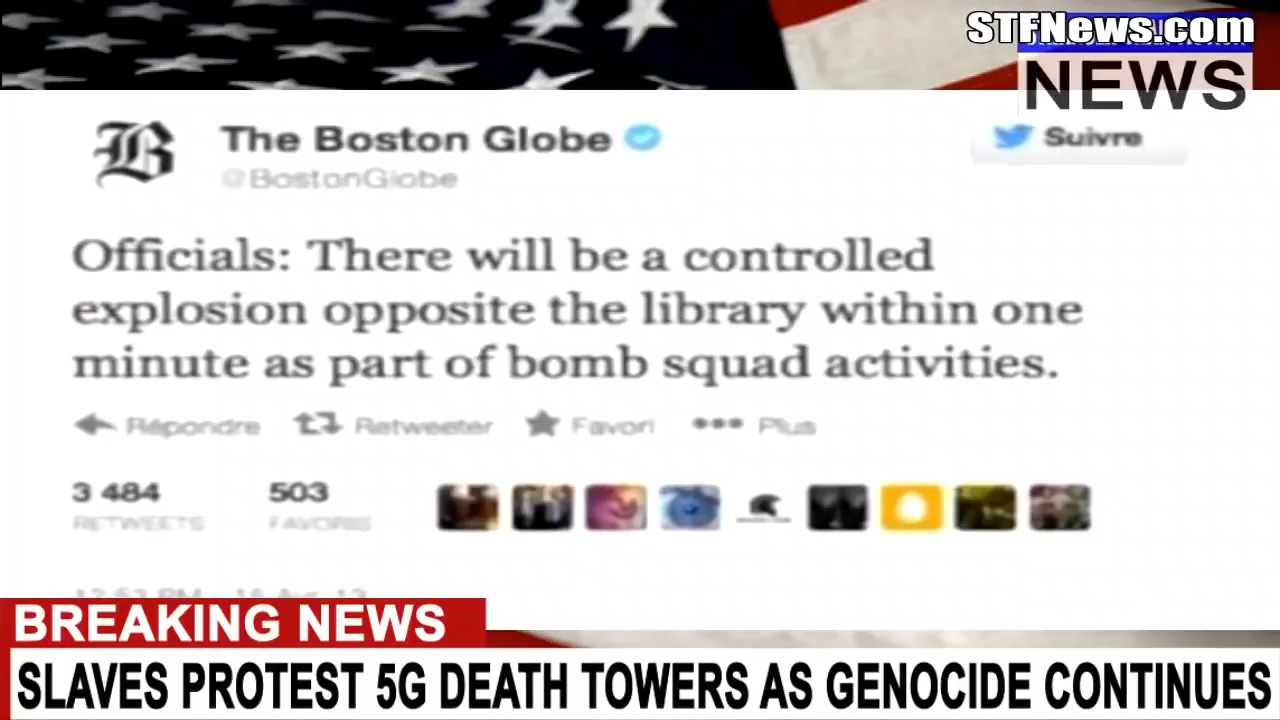 STFNews.com
NEWS
The Boston Globe
@BostonGlobe
Suivre
Officials: There will be a controlled
explosion opposite the library within one
minute as part of bomb squad activities.
Répondre Retweeter Favori Plus
3 484 503
RETWEETS FAVORIS
BREAKING NEWS
SLAVES PROTEST 5G DEATH TOWERS AS GENOCIDE CONTINUES